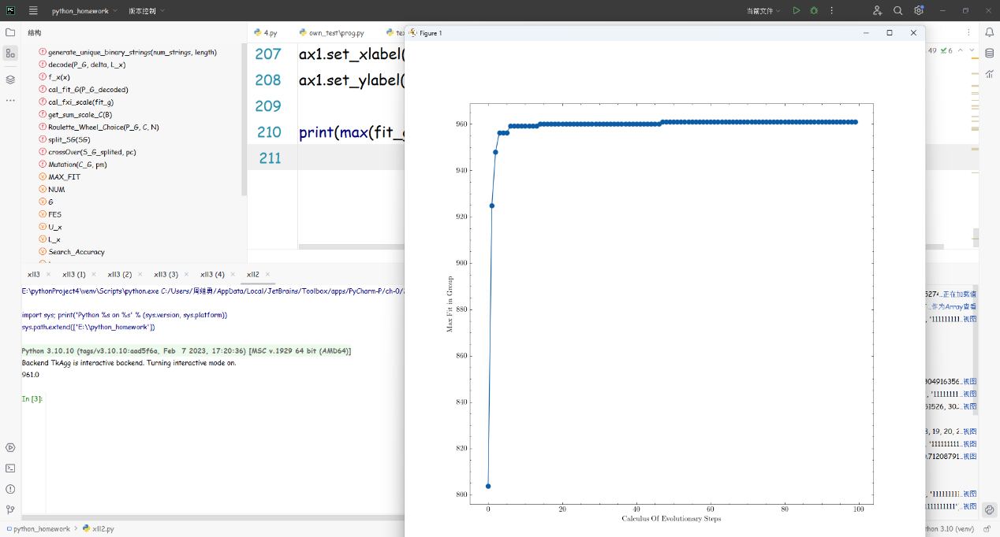 PC
python_homework
版本控制
当前文件
结构
generate_unique_binary_strings(num_strings, length)
decode(P_G, delta, L_x)
f_x(x)
cal_fit_G(P_G_decoded)
cal_fxi_scale(fit_g)
get_sum_scale_C(B)
Roulette_Wheel_Choice(P_G, C, N)
split_SG(SG)
crossOver(S_G_splited, pc)
Mutation(C_G, pm)
MAX_FIT
NUM
G
FES
U_x
L_x
Search_Accuracy
4.py
own_test\prog.py
207 ax1.set_xlabel(
208 ax1.set_ylabel(
209
210 print(max(fit_g
211
49
6
Figure 1
960
940
920
900
880
860
840
820
800
Max Fit in Group
0 20 40 60 80 100
Calculus Of Evolutionary Steps
xll3
xll3 (1)
xll3 (2)
xll3 (3)
xll3 (4)
xll2
E:\pythonProject4\venv\Scripts\python.exe C:/Users/周继勇/AppData/Local/JetBrains/Toolbox/apps/PyCharm-P/ch-0/
import sys; print('Python %s on %s' % (sys.version, sys.platform))
sys.path.extend(['E:\\python_homework'])
Python 3.10.10 (tags/v3.10.10:aad5f6a, Feb  7 2023, 17:20:36) [MSC v.1929 64 bit (AMD64)]
Backend TkAgg is interactive backend. Turning interactive mode on.
961.0
In [3]:
5274...正在加载值
...作为Array查看
, '111111111...视图
304916356...视图
, '11111111...视图
51526, 30...视图
3, 19, 20, 2...视图
, '111111111...视图
.71208791...视图
, '111111111...视图
1111111111']...视图
python_homework
xll2.py
hon 3.10 (venv)